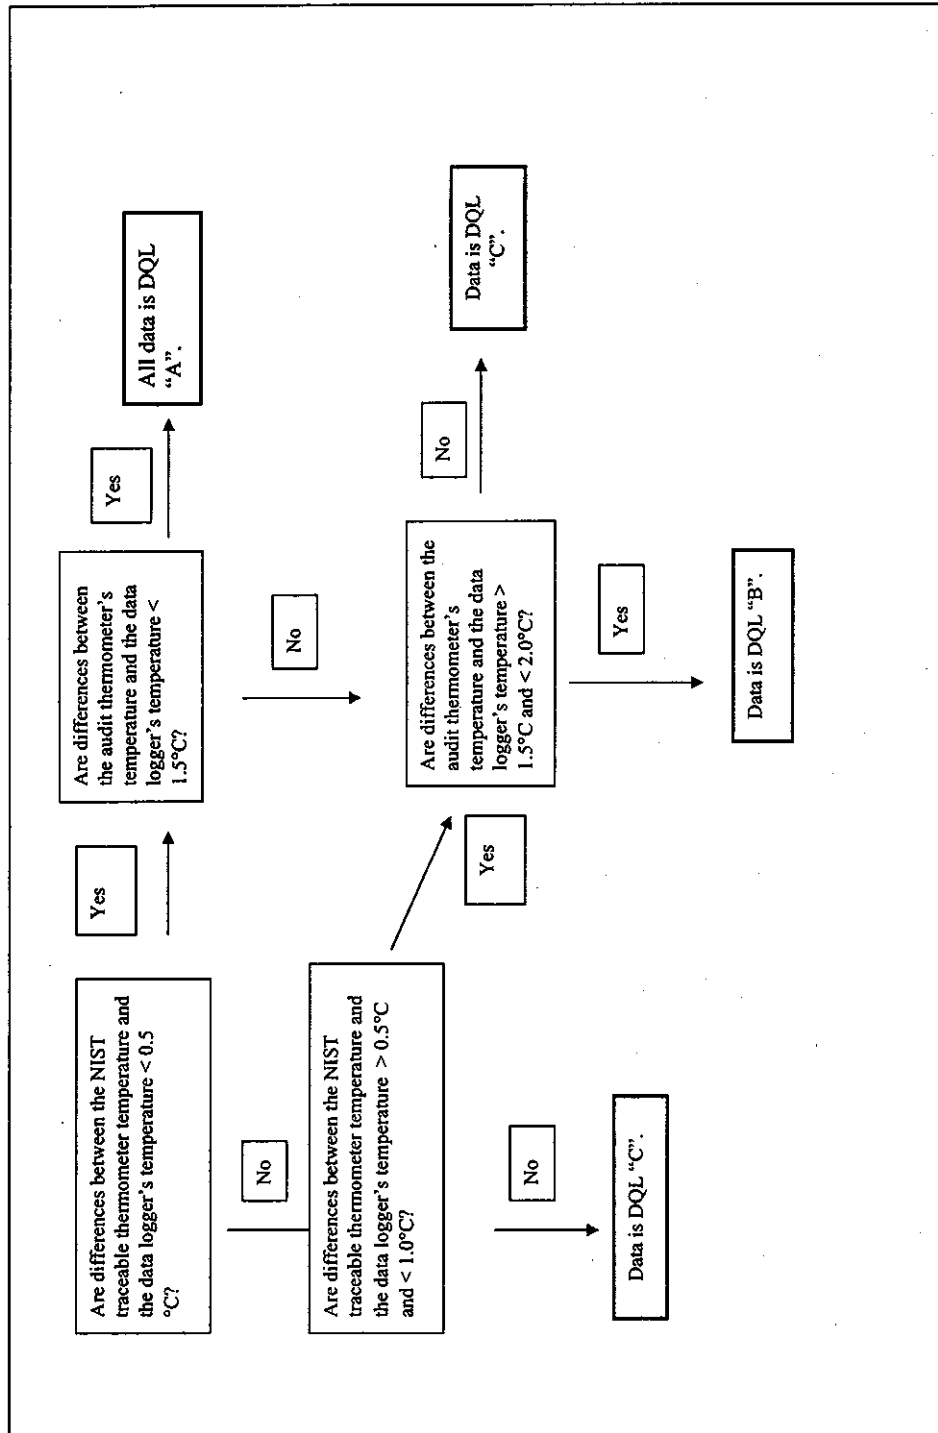 Are differences between the NIST
traceable thermometer temperature and
the data logger's temperature < 0.5
°C?
Yes
Are differences between
the audit thermometer's
temperature and the data
logger's temperature <
1.5°C?
Yes
All data is DQL
“A”.
No
No
Are differences between the NIST
traceable thermometer temperature and
the data logger's temperature > 0.5°C
and < 1.0°C?
Yes
Are differences between the
audit thermometer's
temperature and the data
logger's temperature >
1.5°C and < 2.0°C?
No
Data is DQL
“C”.
No
Yes
Data is DQL “C”.
Data is DQL “B”.